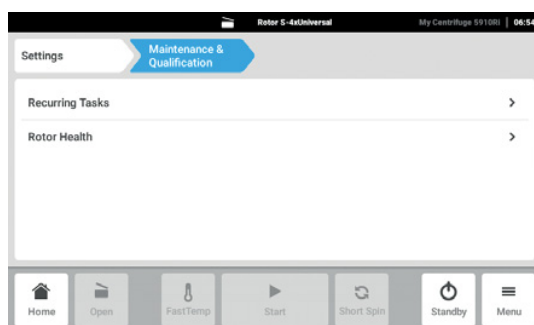 Rotor S-4xUniversal
My Centrifuge 5910Ri | 06:54
Settings
Maintenance &
Qualification
Recurring Tasks
Rotor Health
Home
Open
FastTemp
Start
Short Spin
Standby
Menu